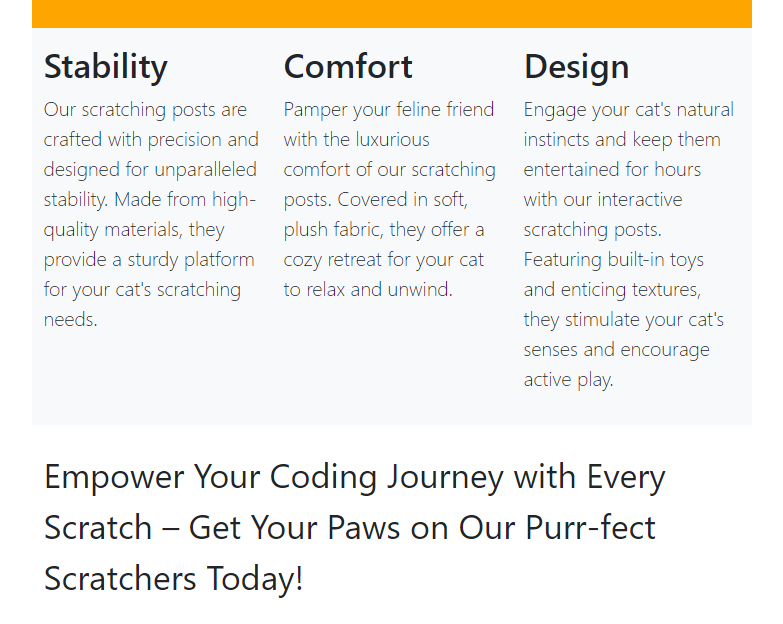 Stability
Our scratching posts are
crafted with precision and
designed for unparalleled
stability. Made from high-
quality materials, they
provide a sturdy platform
for your cat's scratching
needs.
Comfort
Pamper your feline friend
with the luxurious
comfort of our scratching
posts. Covered in soft,
plush fabric, they offer a
cozy retreat for your cat
to relax and unwind.
Design
Engage your cat's natural
instincts and keep them
entertained for hours
with our interactive
scratching posts.
Featuring built-in toys
and enticing textures,
they stimulate your cat's
senses and encourage
active play.
Empower Your Coding Journey with Every
Scratch – Get Your Paws on Our Purr-fect
Scratchers Today!